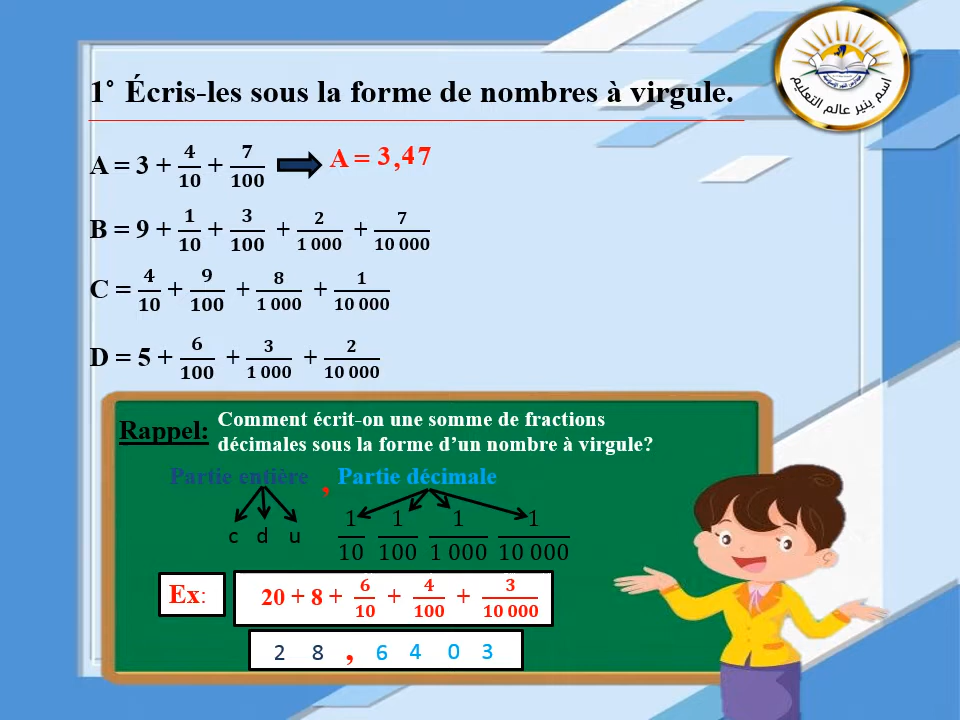 1° Écris-les sous la forme de nombres à virgule.
اسم ينير عالم التعليم
A = 3 + 4/10 + 7/100 A = 3,47
B = 9 + 1/10 + 3/100 + 2/1 000 + 7/10 000
C = 4/10 + 9/100 + 8/1 000 + 1/10 000
D = 5 + 6/100 + 3/1 000 + 2/10 000
Rappel: Comment écrit-on une somme de fractions
décimales sous la forme d’un nombre à virgule?
Partie entière , Partie décimale
c d u 1/10 1/100 1/1 000 1/10 000
Ex: 20 + 8 + 6/10 + 4/100 + 3/10 000
2 8 , 6 4 0 3